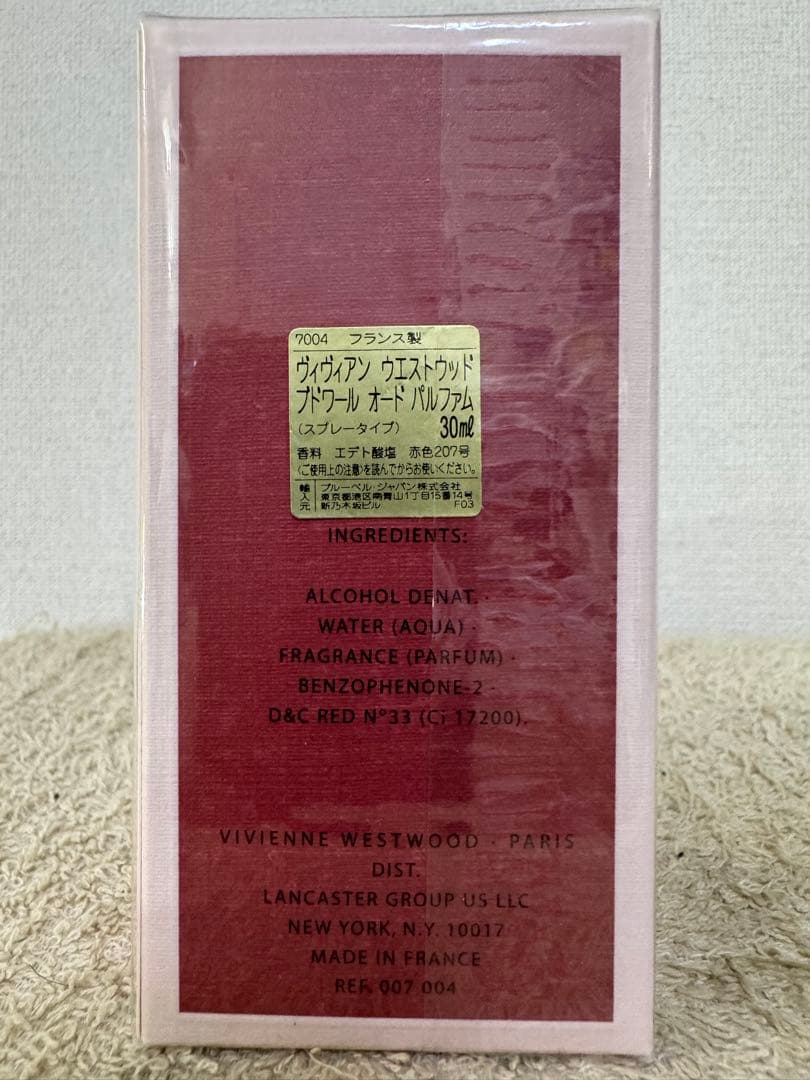 7004 フランス製
ヴィヴィアン ウエストウッド
ブドワール オード パルファム
(スプレータイプ) 30ml
香料 エデト酸塩 赤色207号
〈ご使用上の注意〉を読んでからお使いください。
輸入元 ブルーベル・ジャパン株式会社
東京都港区南青山1丁目15番14号
新乃木坂ビル F03
INGREDIENTS:
ALCOHOL DENAT. ·
WATER (AQUA) ·
FRAGRANCE (PARFUM) ·
BENZOPHENONE-2 ·
D&C RED N°33 (Ci 17200).
VIVIENNE WESTWOOD · PARIS
DIST.
LANCASTER GROUP US LLC
NEW YORK, N.Y. 10017
MADE IN FRANCE
REF. 007 004